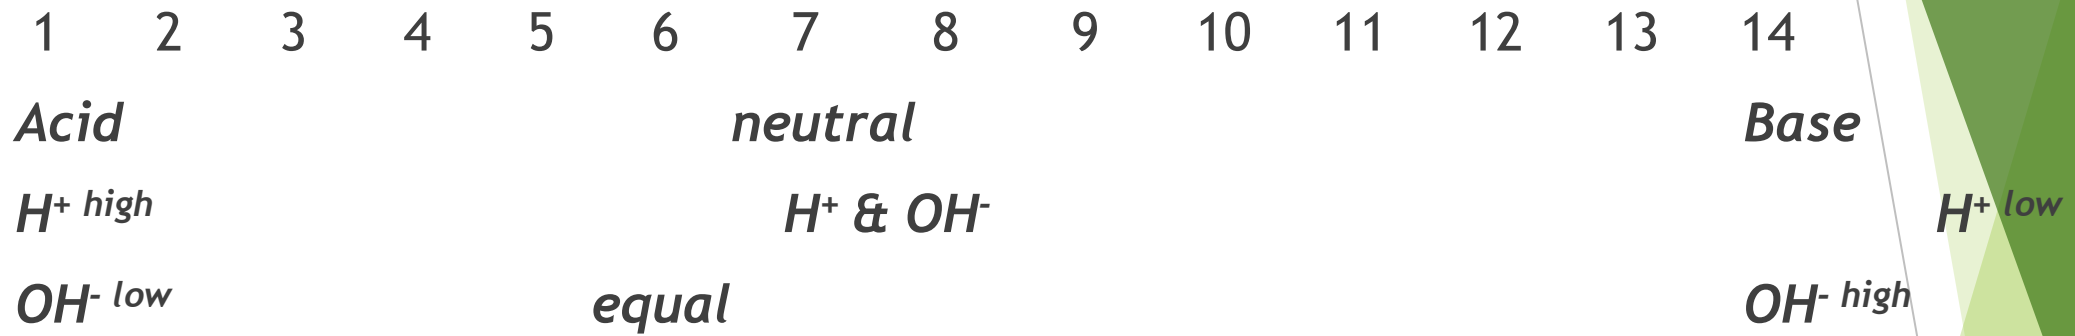 1 2 3 4 5 6 7 8 9 10 11 12 13 14
Acid neutral Base
H⁺ ʰⁱᵍʰ H⁺ & OH⁻ H⁺ ˡᵒʷ
OH⁻ ˡᵒʷ equal OH⁻ ʰⁱᵍʰ